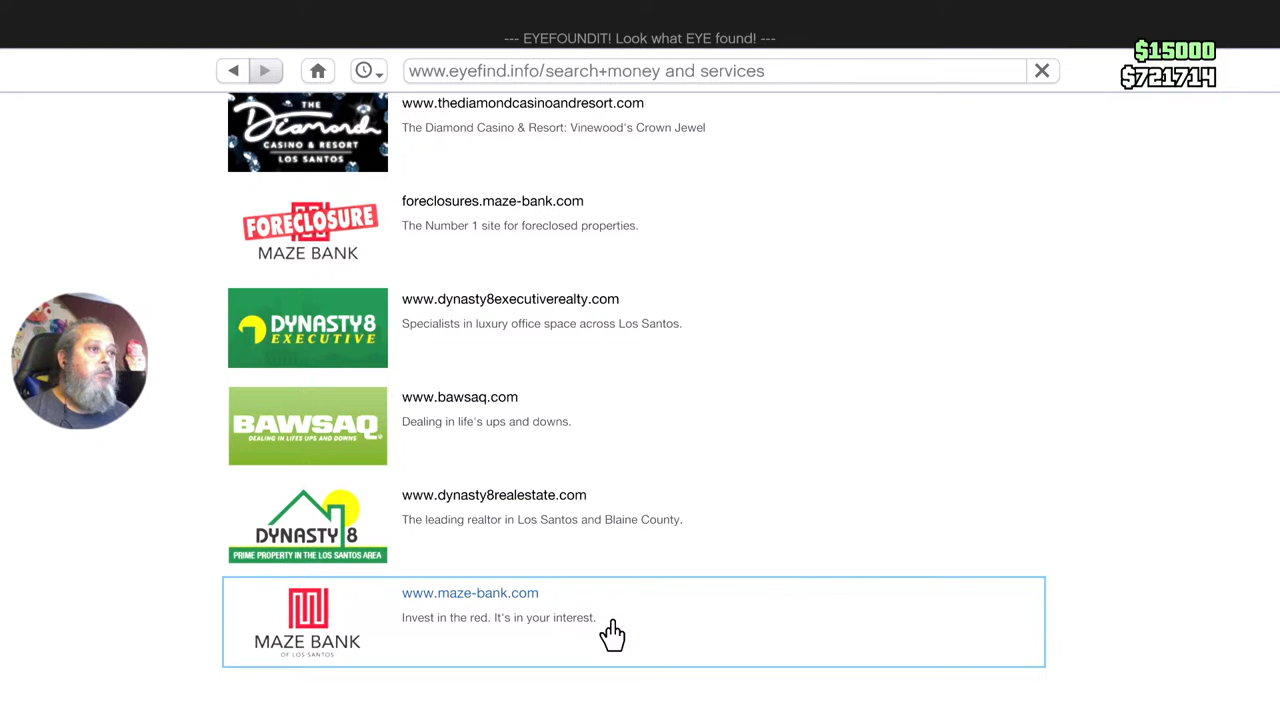 --- EYEFOUNDIT! Look what EYE found! ---
$15000
www.eyefind.info/search+money and services
$721714
THE
Diamond
CASINO & RESORT
LOS SANTOS
www.thediamondcasinoandresort.com
The Diamond Casino & Resort: Vinewood's Crown Jewel
FORECLOSURE
MAZE BANK
foreclosures.maze-bank.com
The Number 1 site for foreclosed properties.
DYNASTY8
EXECUTIVE
www.dynasty8executiverealty.com
Specialists in luxury office space across Los Santos.
BAWSAQ
DEALING IN LIFES UPS AND DOWNS
www.bawsaq.com
Dealing in life's ups and downs.
DYNASTY 8
PRIME PROPERTY IN THE LOS SANTOS AREA
www.dynasty8realestate.com
The leading realtor in Los Santos and Blaine County.
MAZE BANK
OF LOS SANTOS
www.maze-bank.com
Invest in the red. It's in your interest.